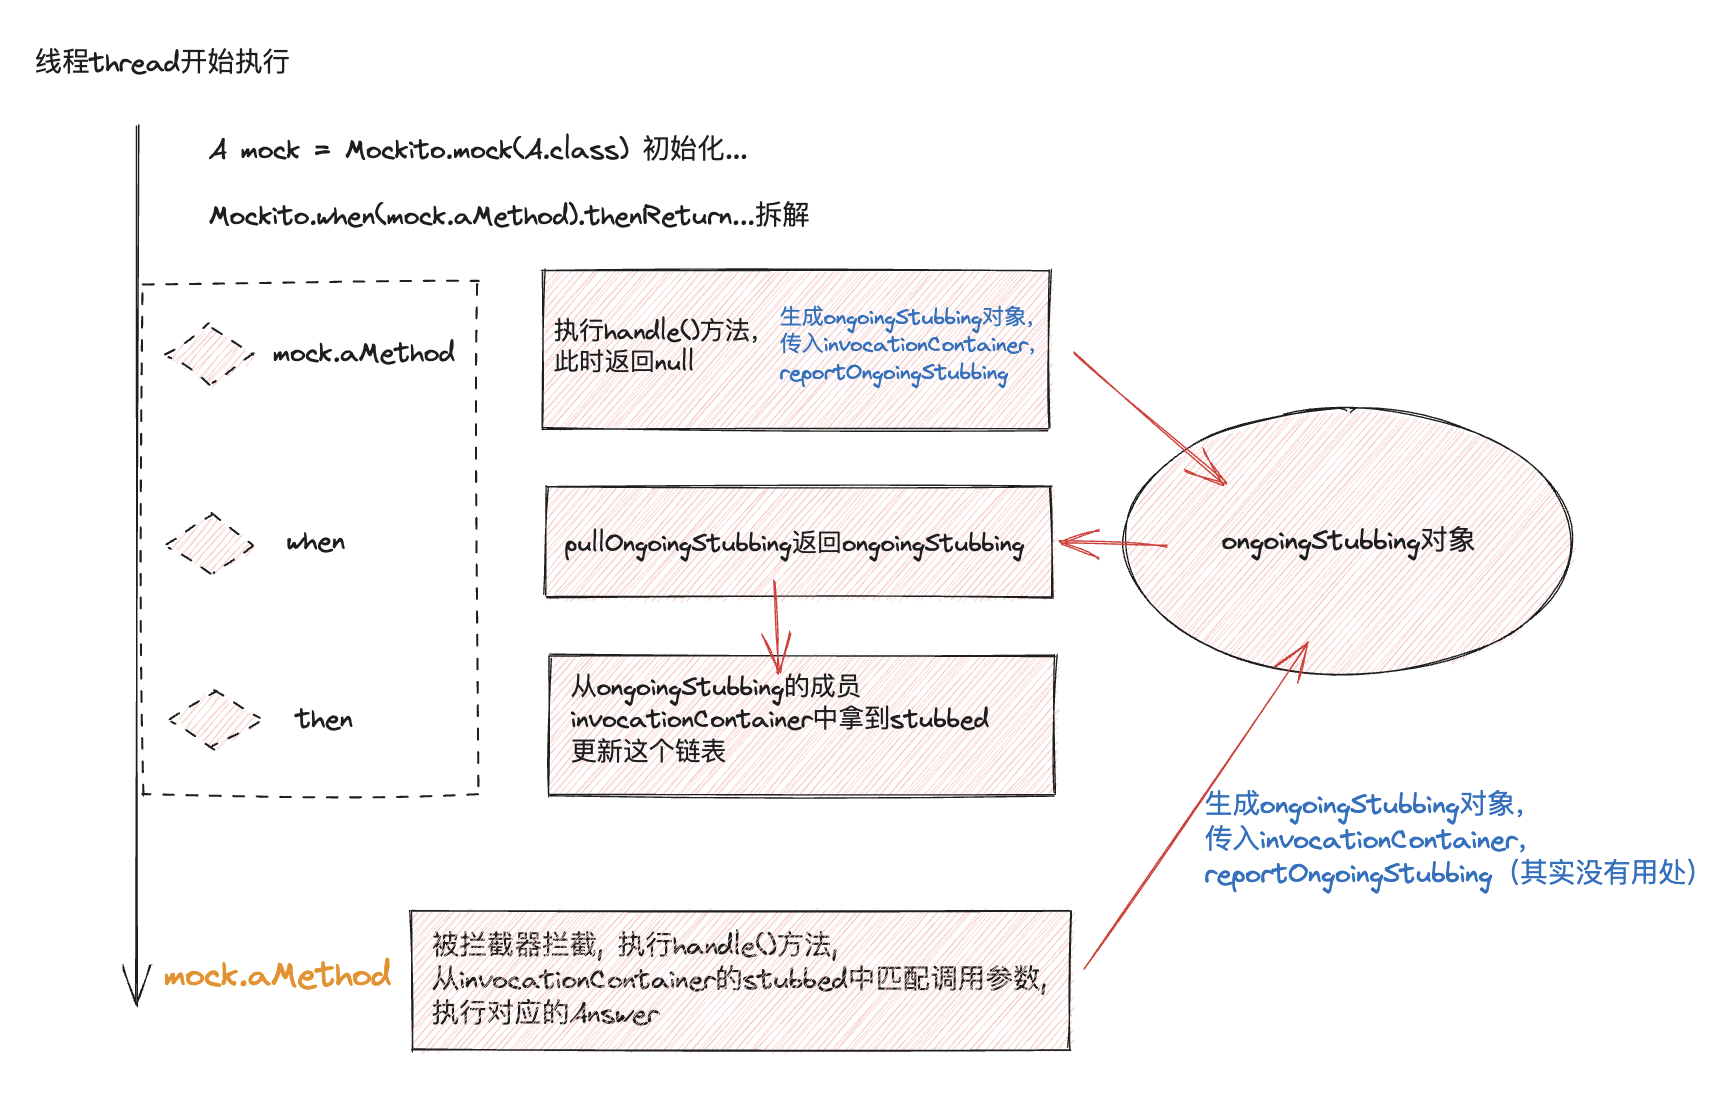 线程thread开始执行
A mock = Mockito.mock(A.class) 初始化...
Mockito.when(mock.aMethod).thenReturn...拆解
mock.aMethod
执行handle()方法，
此时返回null
生成ongoingStubbing对象，
传入invocationContainer，
reportOngoingStubbing
when
pullOngoingStubbing返回ongoingStubbing
ongoingStubbing对象
then
从ongoingStubbing的成员
invocationContainer中拿到stubbed
更新这个链表
生成ongoingStubbing对象，
传入invocationContainer，
reportOngoingStubbing（其实没有用处）
mock.aMethod
被拦截器拦截，执行handle()方法，
从invocationContainer的stubbed中匹配调用参数，
执行对应的Answer